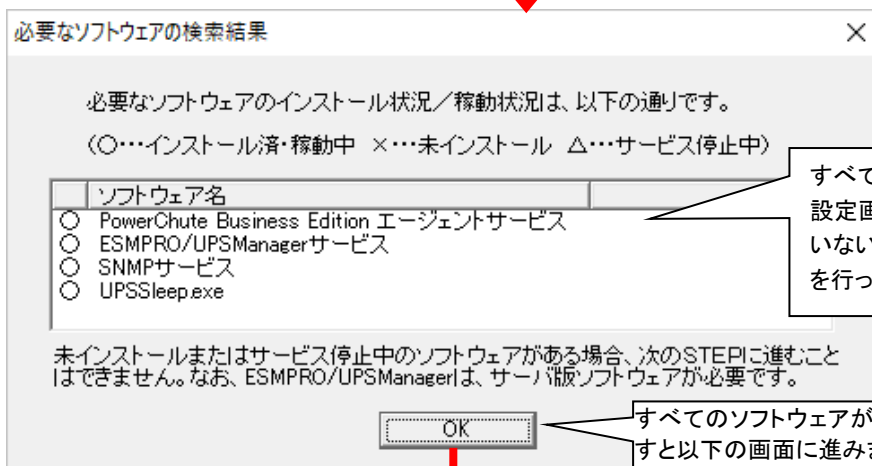 必要なソフトウェアの検索結果
必要なソフトウェアのインストール状況／稼動状況は、以下の通りです。
（○…インストール済・稼動中　×…未インストール　△…サービス停止中）
ソフトウェア名
○ PowerChute Business Edition エージェントサービス
○ ESMPRO/UPSManagerサービス
○ SNMPサービス
○ UPSSleep.exe
すべて
設定画
いない
を行っ
未インストールまたはサービス停止中のソフトウェアがある場合、次のSTEPに進むこと
はできません。なお、ESMPRO/UPSManagerは、サーバ版ソフトウェアが必要です。
OK
すべてのソフトウェアが
すと以下の画面に進みま